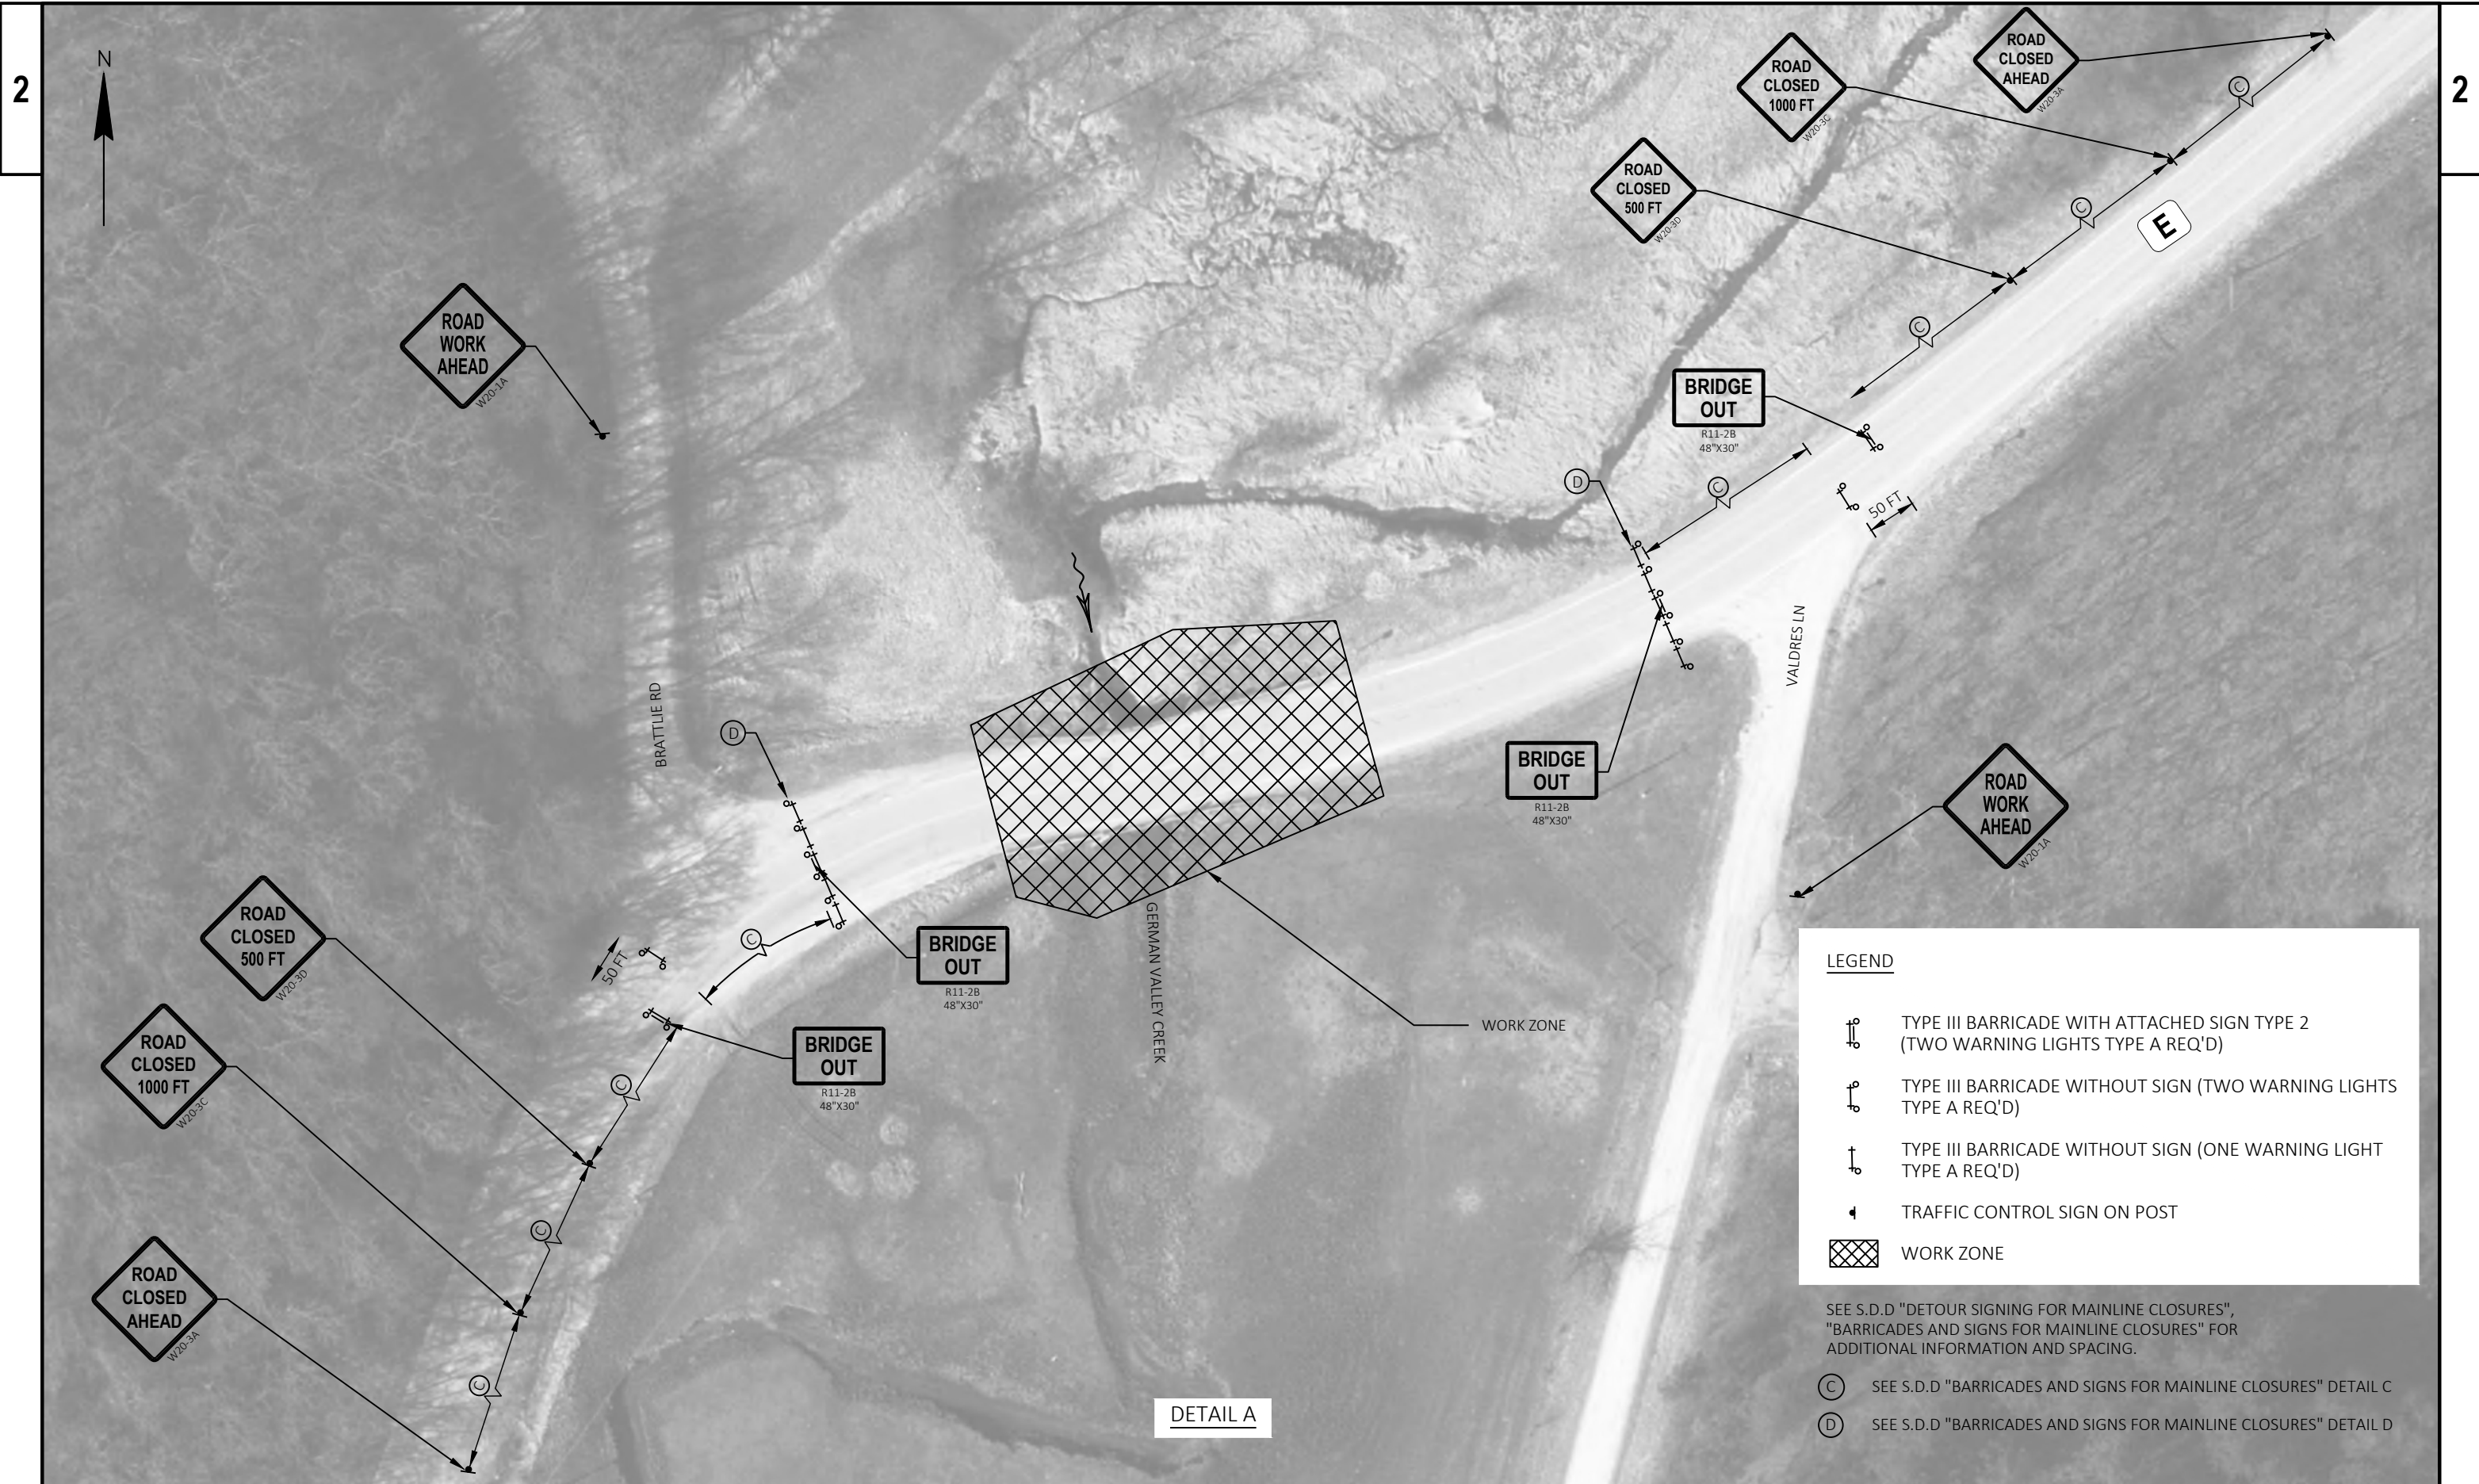 2
2
N
ROAD
CLOSED
AHEAD
W20-3A
ROAD
CLOSED
1000 FT
W20-3C
ROAD
CLOSED
500 FT
W20-3D
C
C
C
E
ROAD
WORK
AHEAD
W20-1A
BRIDGE
OUT
R11-2B
48"X30"
D
C
50 FT
VALDRES LN
BRATTLIE RD
D
BRIDGE
OUT
R11-2B
48"X30"
ROAD
WORK
AHEAD
W20-1A
ROAD
CLOSED
500 FT
W20-3D
C
50 FT
BRIDGE
OUT
R11-2B
48"X30"
GERMAN VALLEY CREEK
WORK ZONE
ROAD
CLOSED
1000 FT
W20-3C
BRIDGE
OUT
R11-2B
48"X30"
C
C
ROAD
CLOSED
AHEAD
W20-3A
C
LEGEND
TYPE III BARRICADE WITH ATTACHED SIGN TYPE 2
(TWO WARNING LIGHTS TYPE A REQ'D)
TYPE III BARRICADE WITHOUT SIGN (TWO WARNING LIGHTS
TYPE A REQ'D)
TYPE III BARRICADE WITHOUT SIGN (ONE WARNING LIGHT
TYPE A REQ'D)
TRAFFIC CONTROL SIGN ON POST
WORK ZONE
SEE S.D.D "DETOUR SIGNING FOR MAINLINE CLOSURES",
"BARRICADES AND SIGNS FOR MAINLINE CLOSURES" FOR
ADDITIONAL INFORMATION AND SPACING.
C SEE S.D.D "BARRICADES AND SIGNS FOR MAINLINE CLOSURES" DETAIL C
D SEE S.D.D "BARRICADES AND SIGNS FOR MAINLINE CLOSURES" DETAIL D
DETAIL A